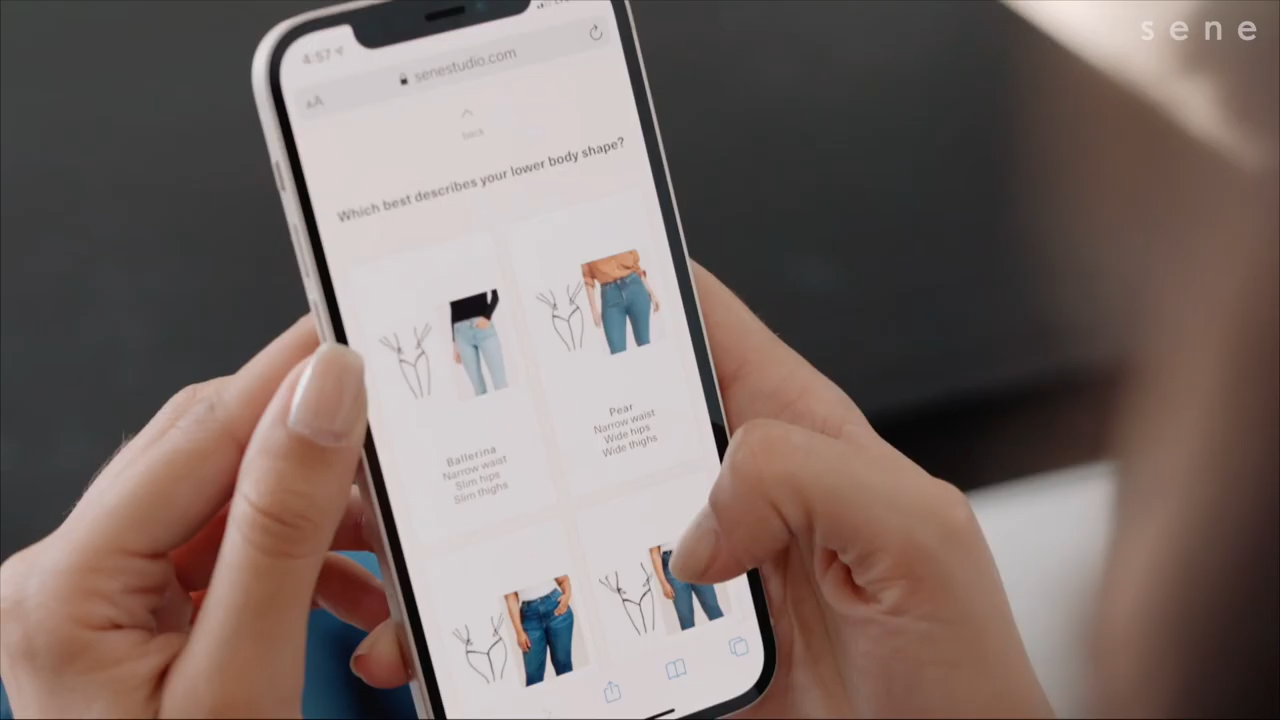 sene
4:57
senestudio.com
AA
back
Which best describes your lower body shape?
Ballerina
Narrow waist
Slim hips
Slim thighs
Pear
Narrow waist
Wide hips
Wide thighs